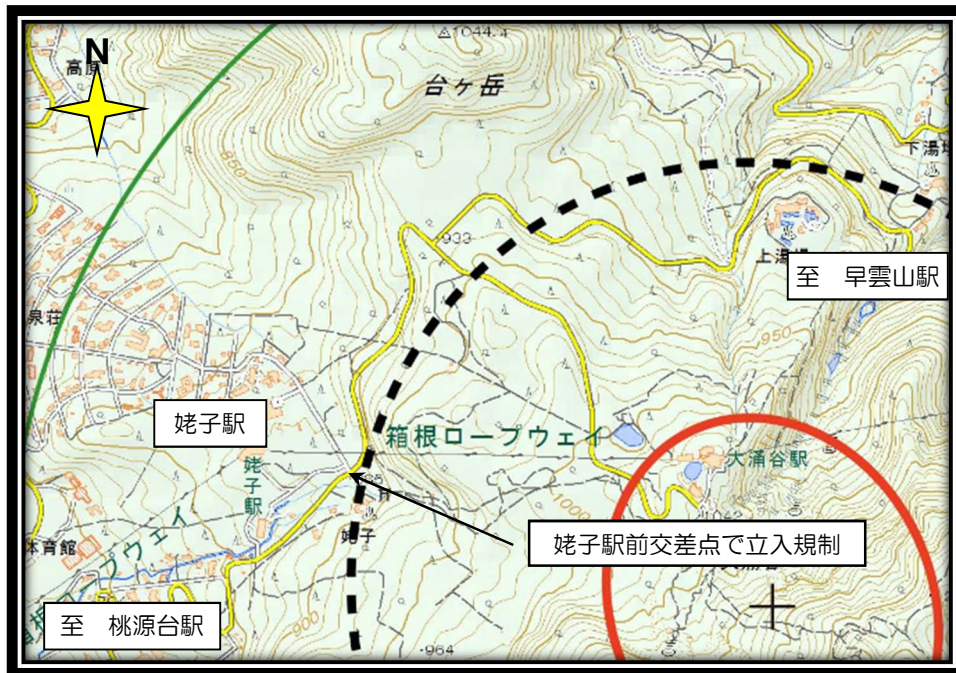 N
高原
△1044.4
台ヶ岳
下湯場
-933
上湯場
至　早雲山駅
950
泉荘
姥子駅
箱根ロープウェイ
大涌谷駅
姥子駅
1000
1042
姥子駅前交差点で立入規制
姥子
体育館
箱根ロープウェイ
至　桃源台駅
900
-964